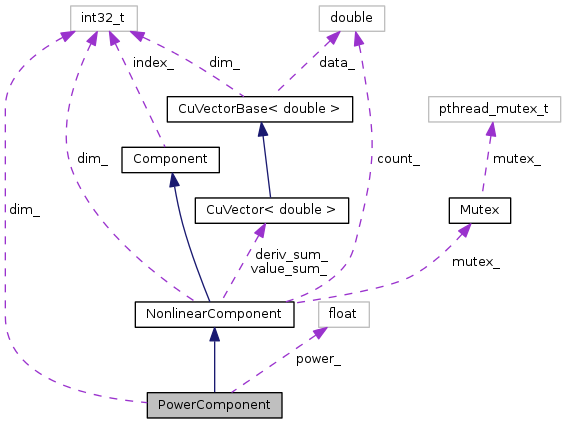 int32_t
double
index_
dim_
data_
CuVectorBase< double >
pthread_mutex_t
Component
dim_
count_
mutex_
dim_
CuVector< double >
Mutex
deriv_sum_
value_sum_
mutex_
NonlinearComponent
float
power_
PowerComponent